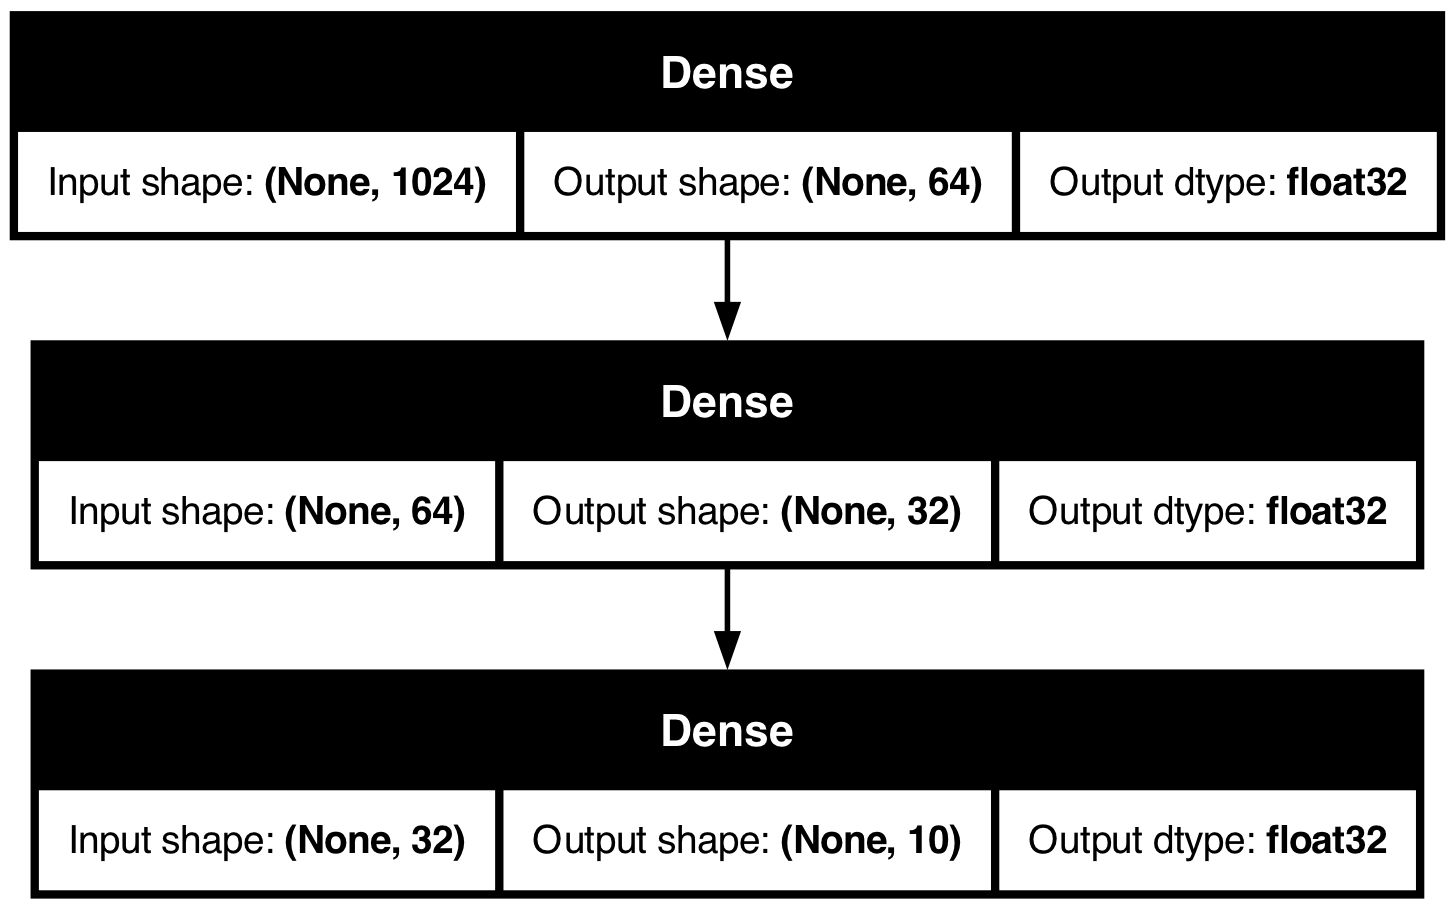 Dense
Input shape: (None, 1024) Output shape: (None, 64) Output dtype: float32
Dense
Input shape: (None, 64) Output shape: (None, 32) Output dtype: float32
Dense
Input shape: (None, 32) Output shape: (None, 10) Output dtype: float32